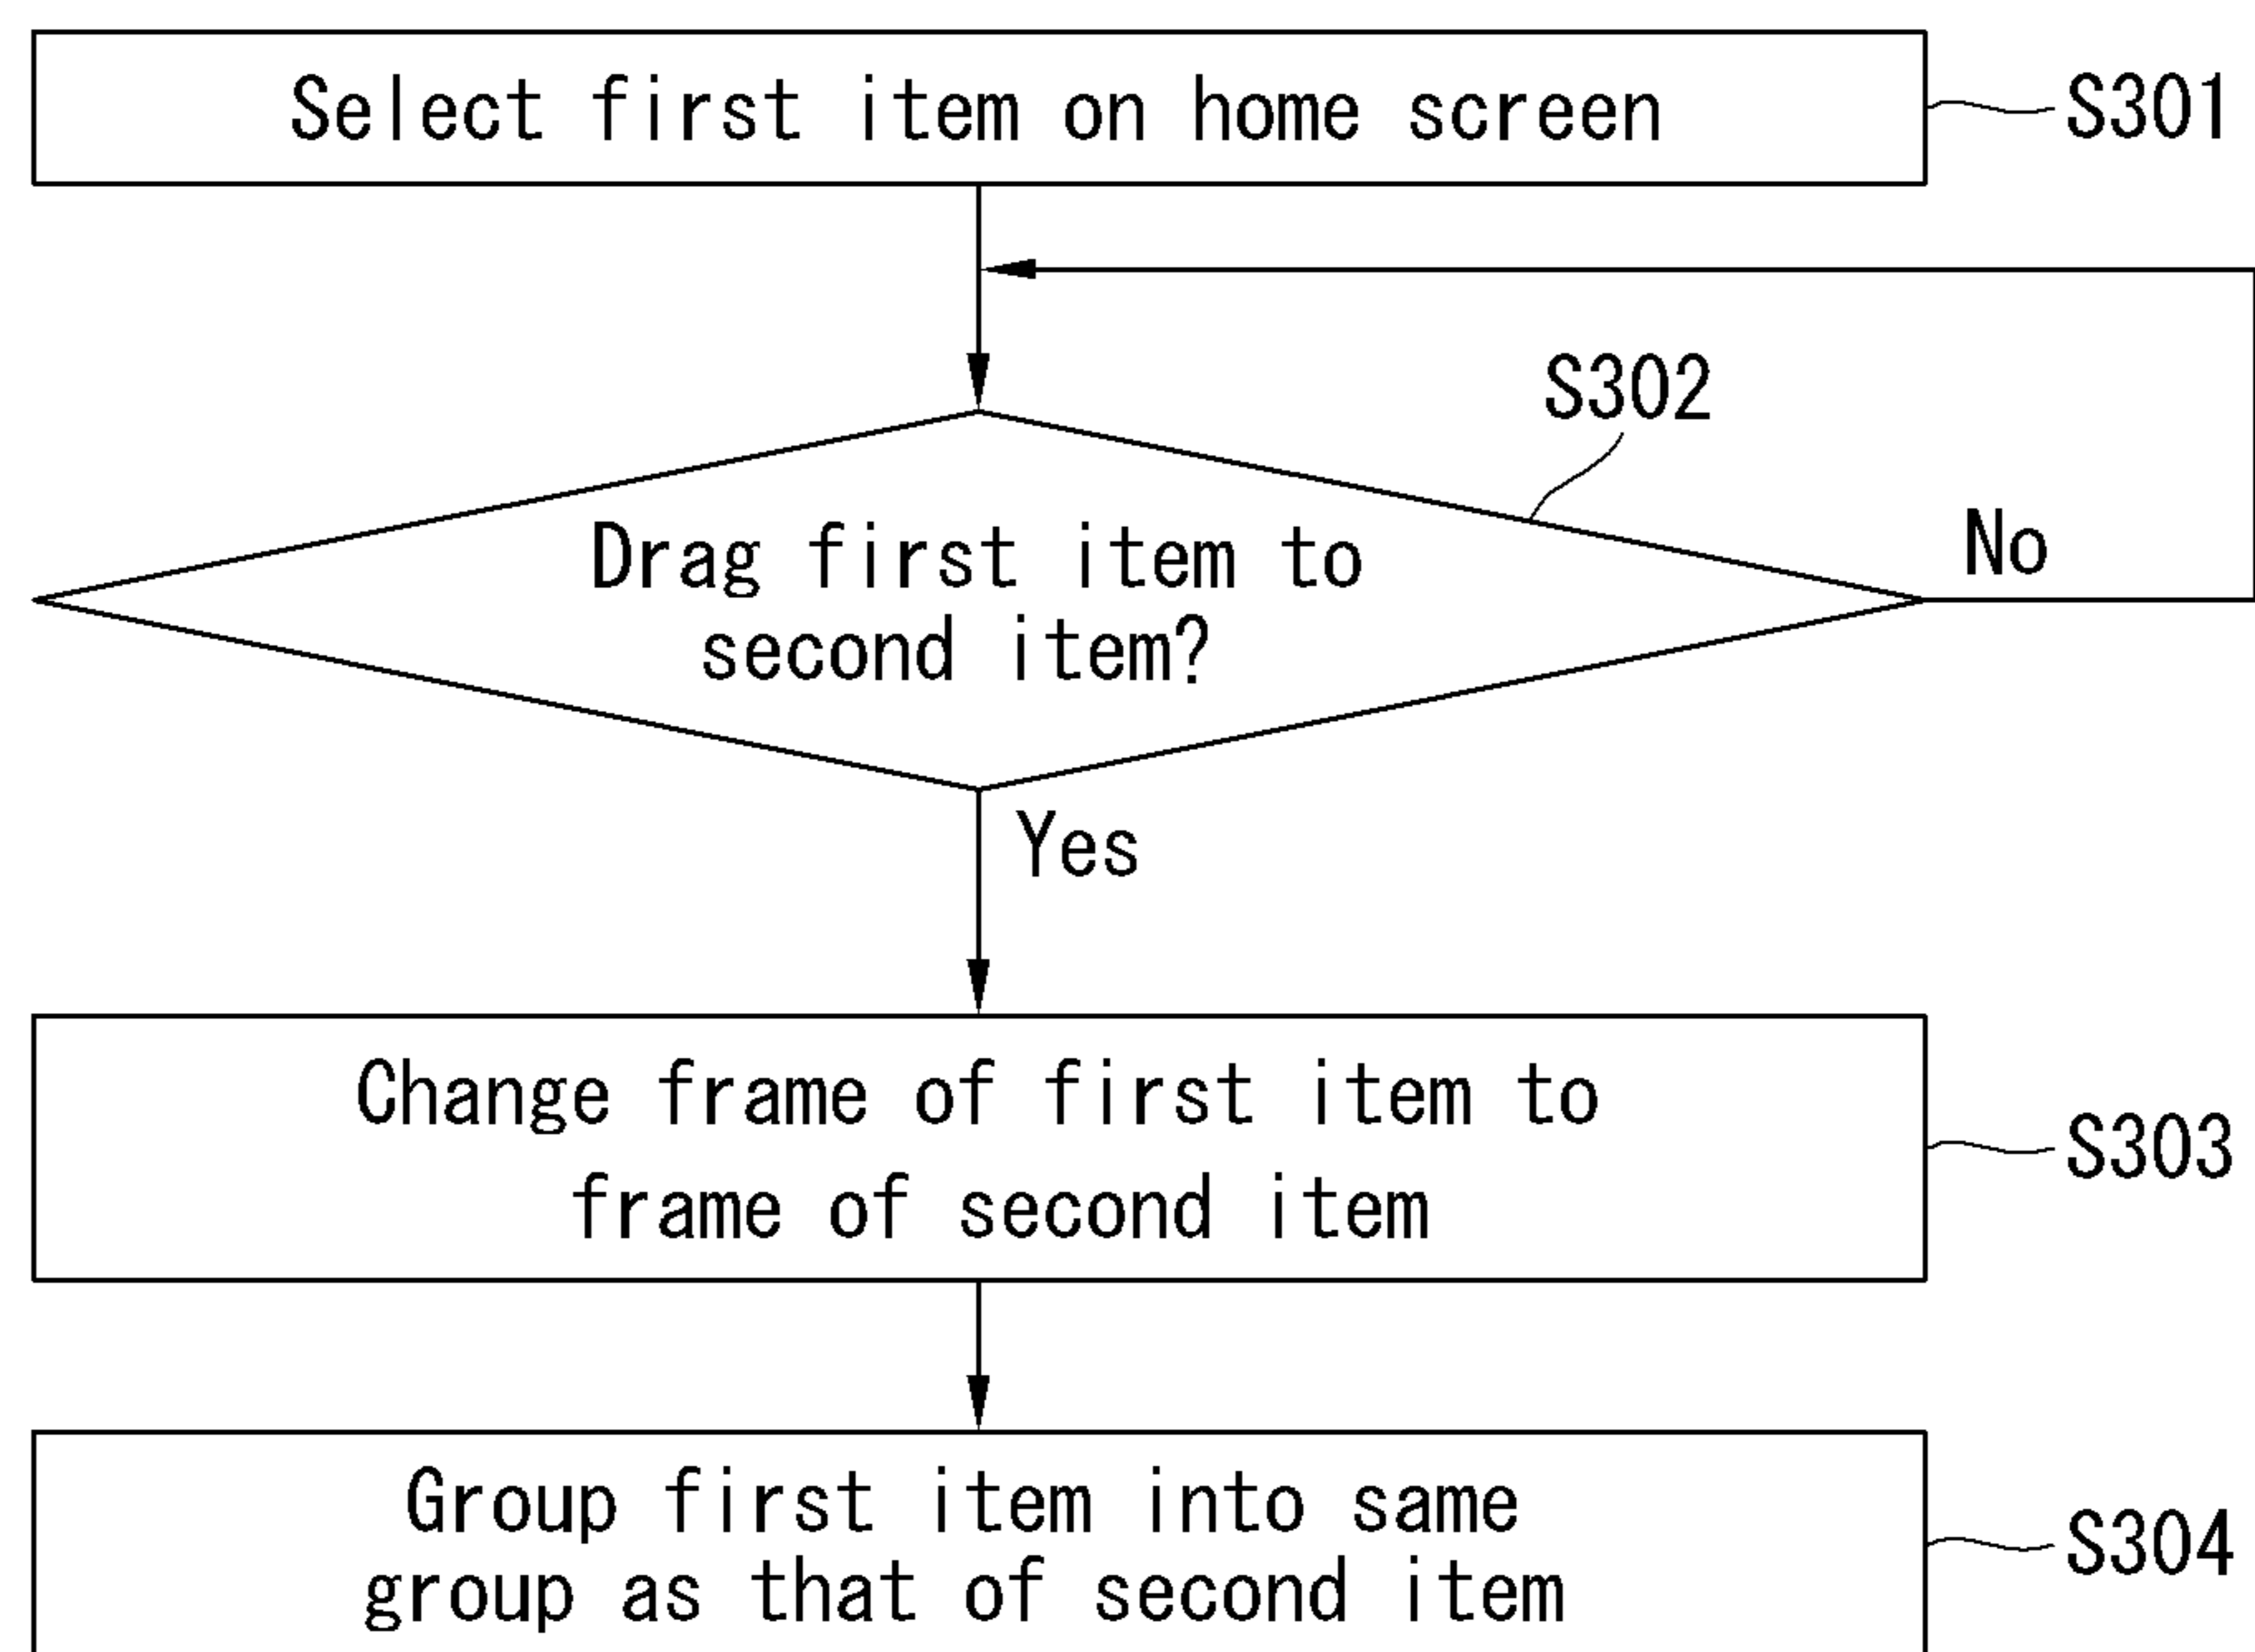 Select first item on home screen
S301
S302
Drag first item to
second item?
No
Yes
Change frame of first item to
frame of second item
S303
Group first item into same
group as that of second item
S304